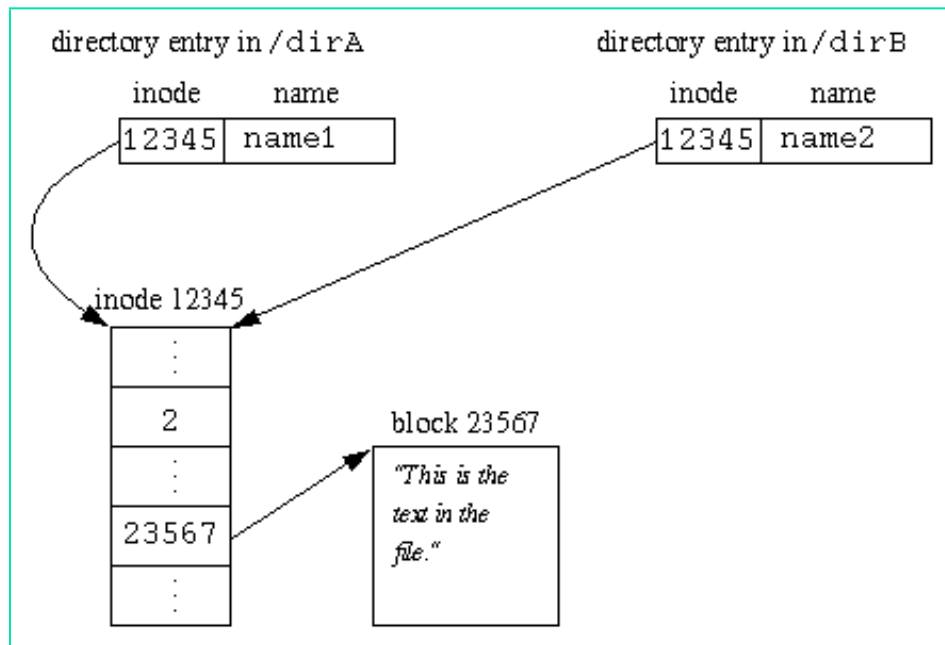 directory entry in /dirA
directory entry in /dirB
inode name
inode name
12345 name1
12345 name2
inode 12345
2
block 23567
"This is the
text in the
file."
23567